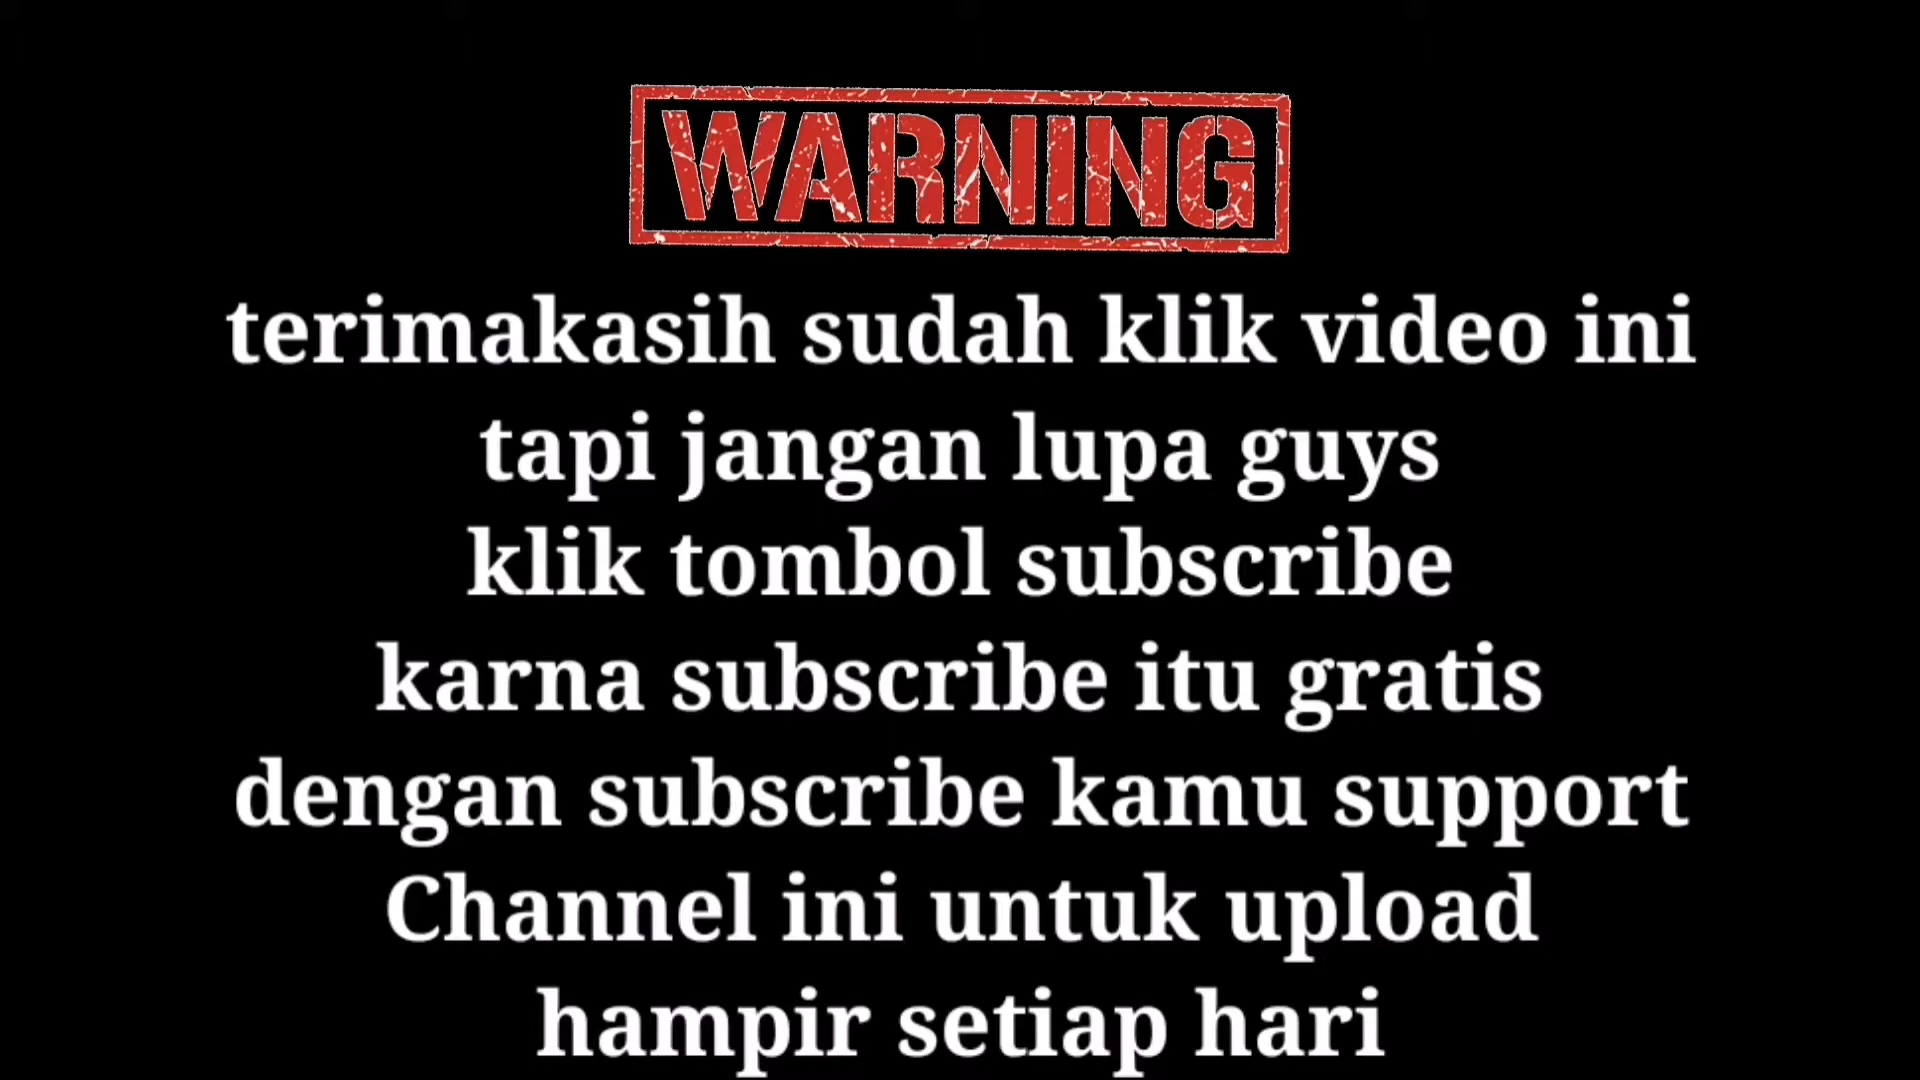 WARNING
terimakasih sudah klik video ini
tapi jangan lupa guys
klik tombol subscribe
karna subscribe itu gratis
dengan subscribe kamu support
Channel ini untuk upload
hampir setiap hari